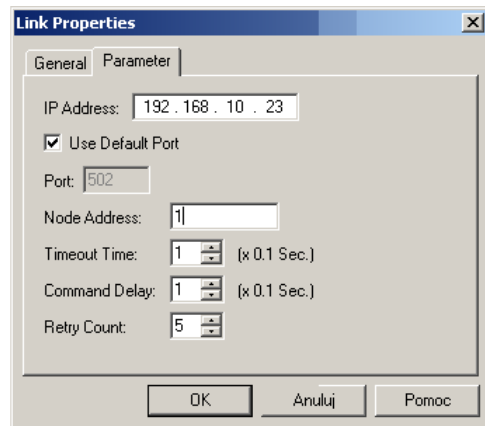 Link Properties
General Parameter
IP Address: 192 . 168 . 10 . 23
Use Default Port
Port: 502
Node Address: 1
Timeout Time: 1 (x 0.1 Sec.)
Command Delay: 1 (x 0.1 Sec.)
Retry Count: 5
OK Anuluj Pomoc